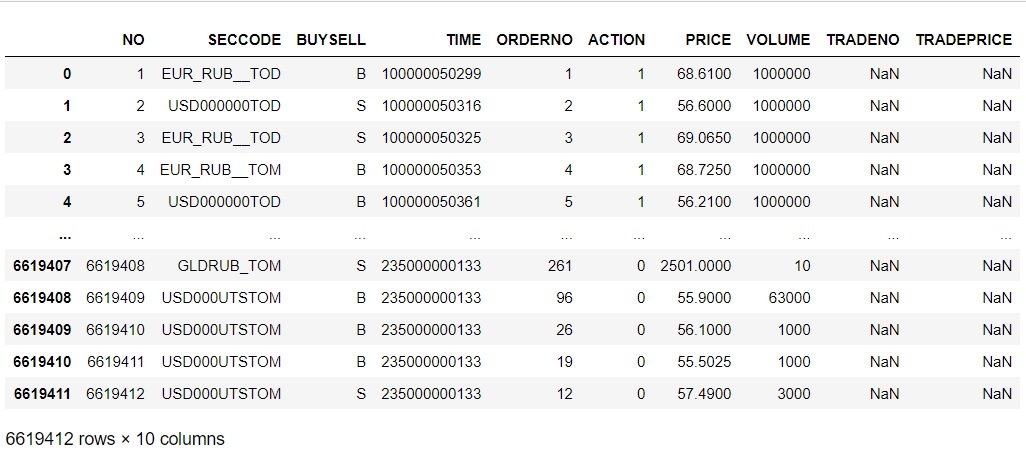 NO SECCODE BUYSELL TIME ORDERNO ACTION PRICE VOLUME TRADENO TRADEPRICE
0 1 EUR_RUB__TOD B 100000050299 1 1 68.6100 1000000 NaN NaN
1 2 USD000000TOD S 100000050316 2 1 56.6000 1000000 NaN NaN
2 3 EUR_RUB__TOD S 100000050325 3 1 69.0650 1000000 NaN NaN
3 4 EUR_RUB__TOM B 100000050353 4 1 68.7250 1000000 NaN NaN
4 5 USD000000TOD B 100000050361 5 1 56.2100 1000000 NaN NaN
... ... ... ... ... ... ... ... ... ... ...
6619407 6619408 GLDRUB_TOM S 235000000133 261 0 2501.0000 10 NaN NaN
6619408 6619409 USD000UTSTOM B 235000000133 96 0 55.9000 63000 NaN NaN
6619409 6619410 USD000UTSTOM B 235000000133 26 0 56.1000 1000 NaN NaN
6619410 6619411 USD000UTSTOM B 235000000133 19 0 55.5025 1000 NaN NaN
6619411 6619412 USD000UTSTOM S 235000000133 12 0 57.4900 3000 NaN NaN
6619412 rows × 10 columns